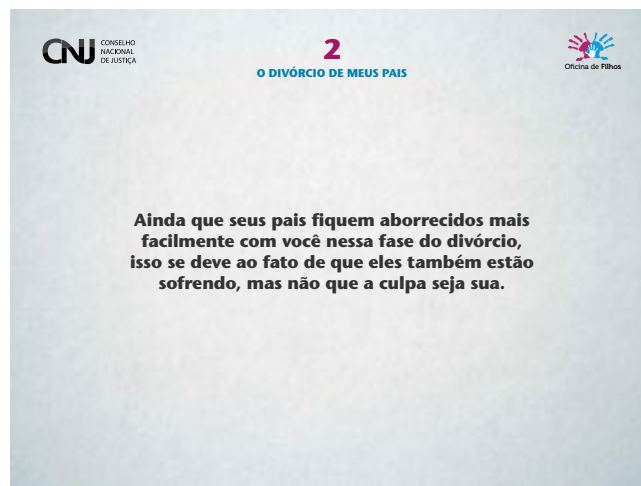 CNJ
CONSELHO
NACIONAL
DE JUSTIÇA
2
O DIVÓRCIO DE MEUS PAIS
Oficina de Filhos
Ainda que seus pais fiquem aborrecidos mais
facilmente com você nessa fase do divórcio,
isso se deve ao fato de que eles também estão
sofrendo, mas não que a culpa seja sua.